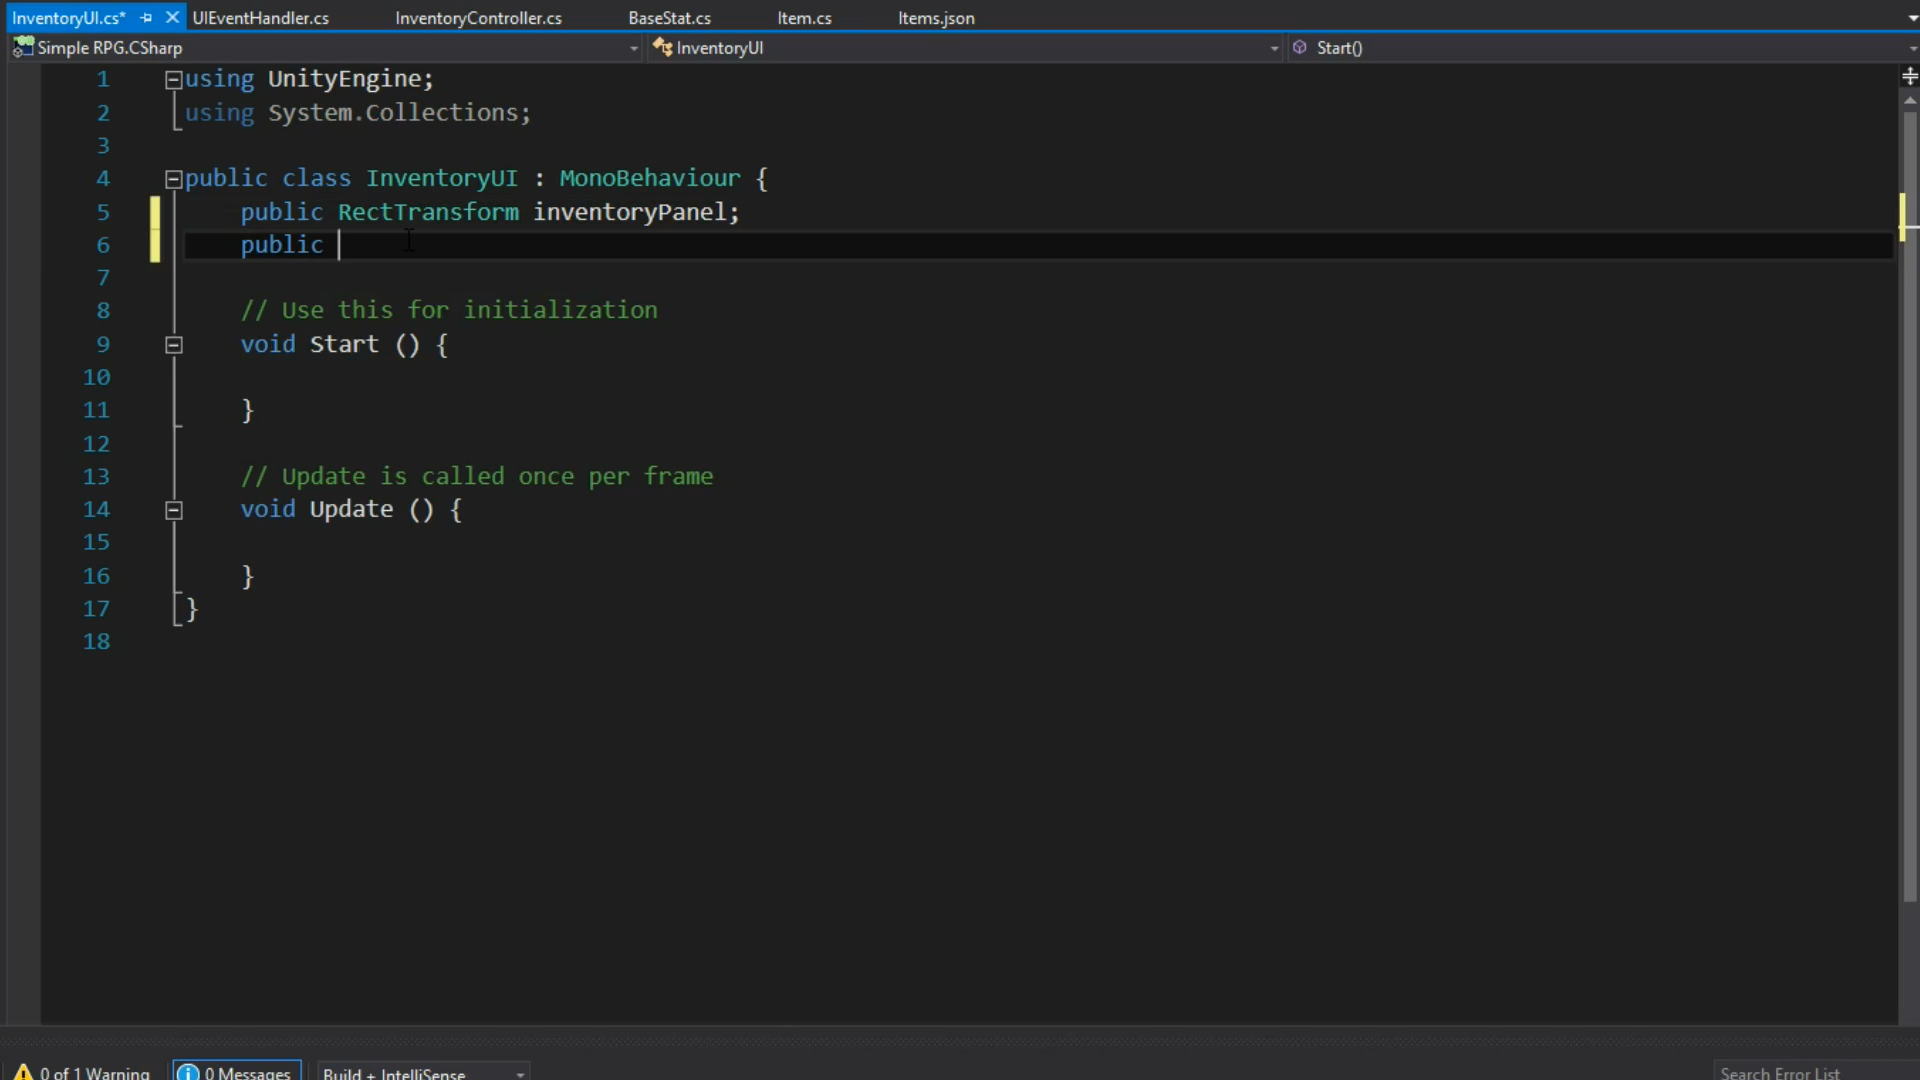 InventoryUI.cs* UIEventHandler.cs InventoryController.cs BaseStat.cs Item.cs Items.json
Simple RPG.CSharp InventoryUI Start()
1 using UnityEngine;
2 using System.Collections;
3
4 public class InventoryUI : MonoBehaviour {
5 public RectTransform inventoryPanel;
6 public
7
8 // Use this for initialization
9 void Start () {
10
11 }
12
13 // Update is called once per frame
14 void Update () {
15
16 }
17 }
18
0 of 1 Warning 0 Messages Build + IntelliSense Search Error List